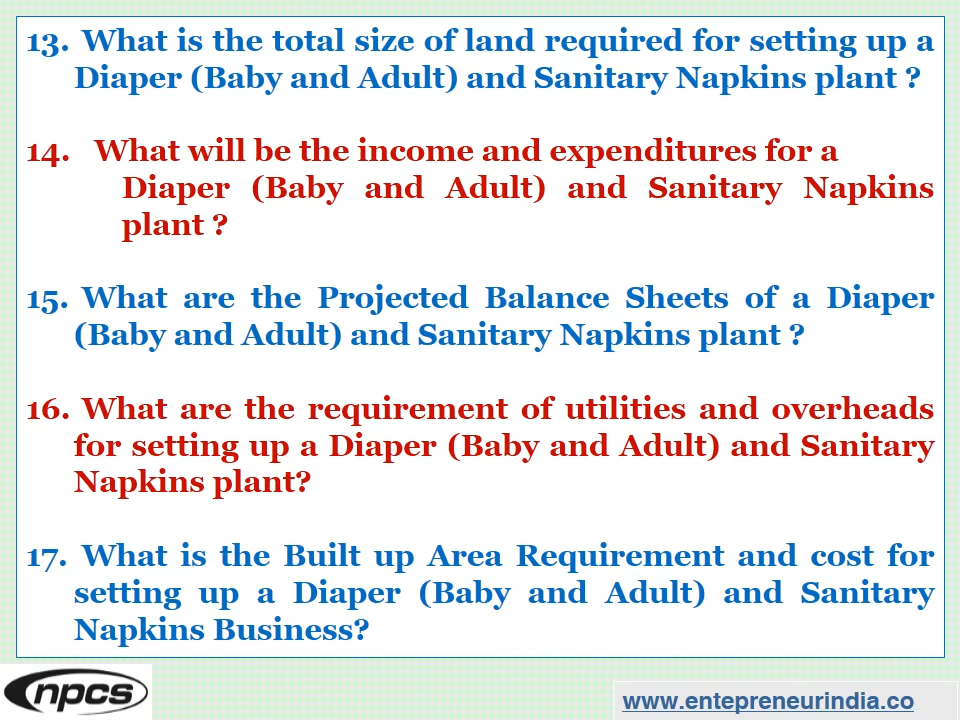 13. What is the total size of land required for setting up a
Diaper (Baby and Adult) and Sanitary Napkins plant ?
14. What will be the income and expenditures for a
Diaper (Baby and Adult) and Sanitary Napkins
plant ?
15. What are the Projected Balance Sheets of a Diaper
(Baby and Adult) and Sanitary Napkins plant ?
16. What are the requirement of utilities and overheads
for setting up a Diaper (Baby and Adult) and Sanitary
Napkins plant?
17. What is the Built up Area Requirement and cost for
setting up a Diaper (Baby and Adult) and Sanitary
Napkins Business?
npcs
www.entepreneurindia.co